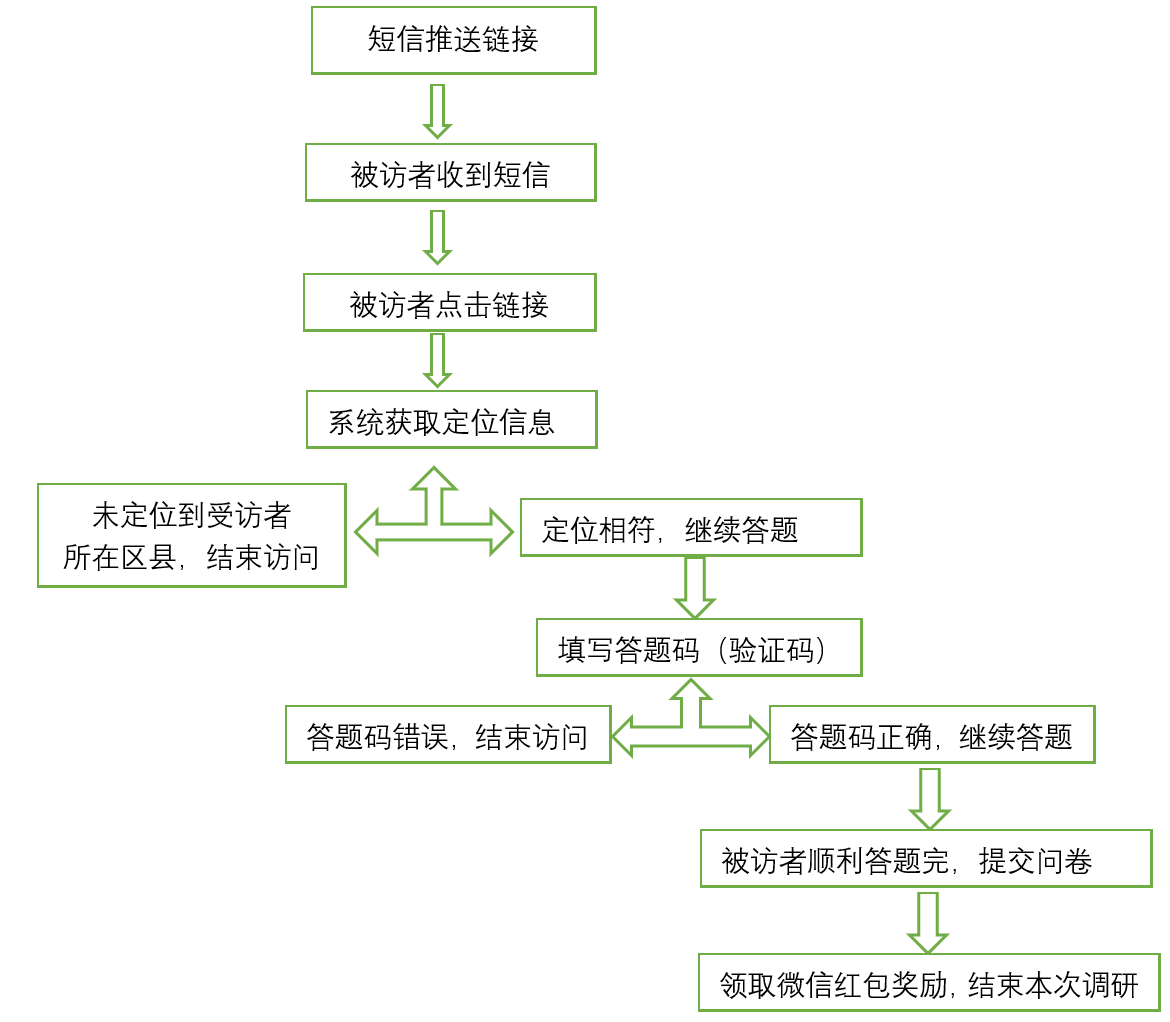 短信推送链接
被访者收到短信
被访者点击链接
系统获取定位信息
未定位到受访者
所在区县，结束访问
定位相符，继续答题
填写答题码（验证码）
答题码错误，结束访问
答题码正确，继续答题
被访者顺利答题完，提交问卷
领取微信红包奖励，结束本次调研